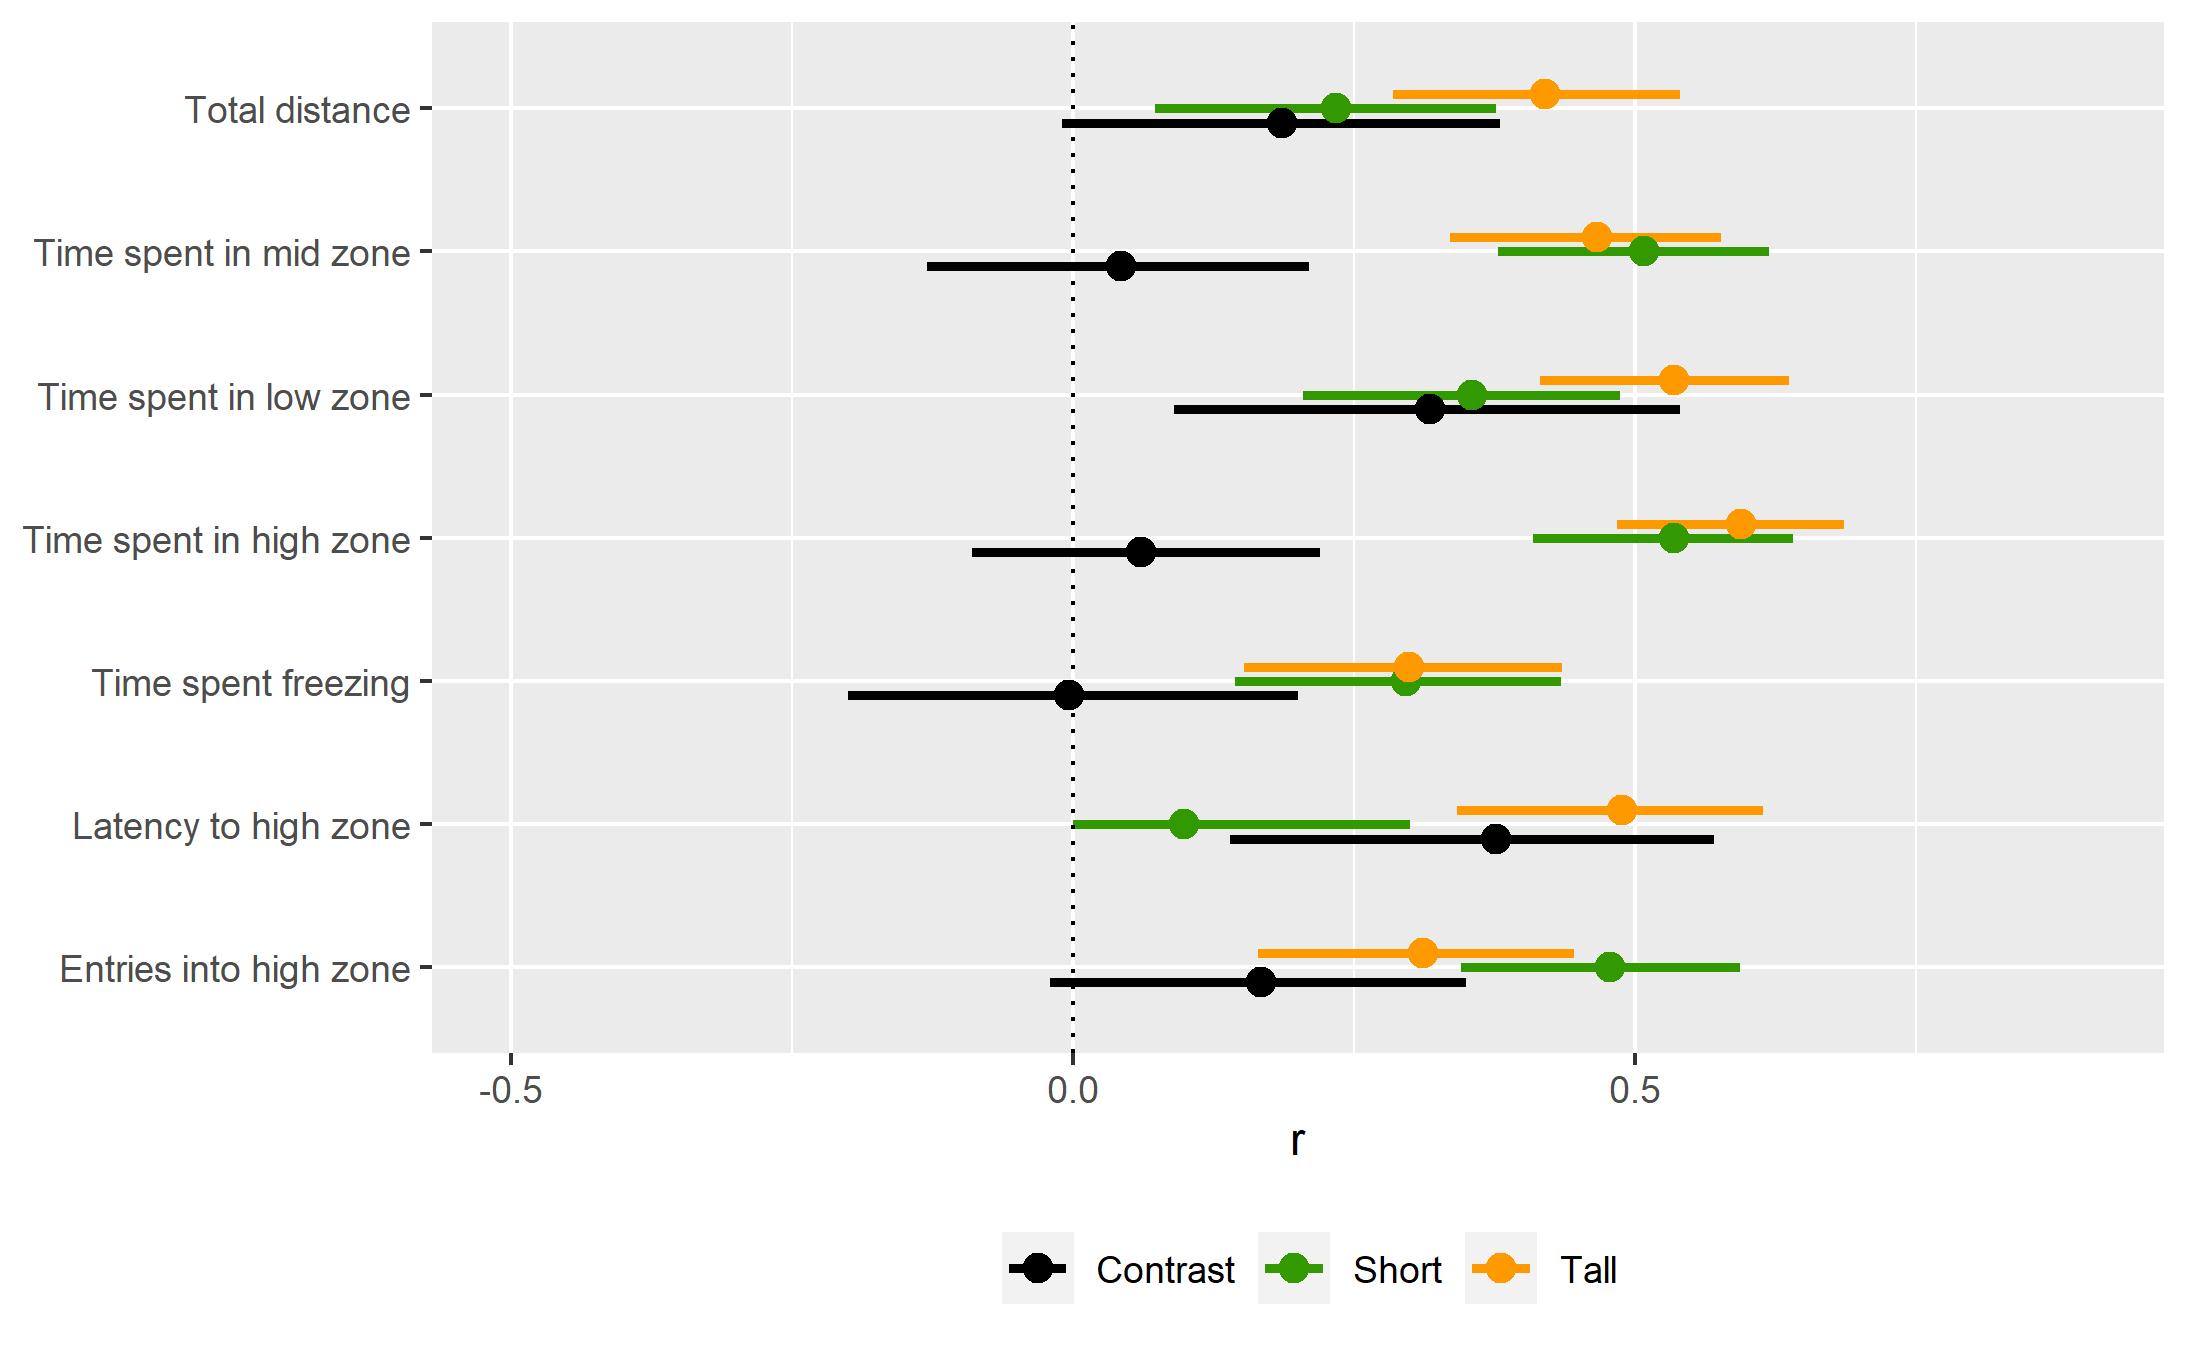 Total distance
Time spent in mid zone
Time spent in low zone
Time spent in high zone
Time spent freezing
Latency to high zone
Entries into high zone
-0.5 0.0 0.5
r
Contrast Short Tall